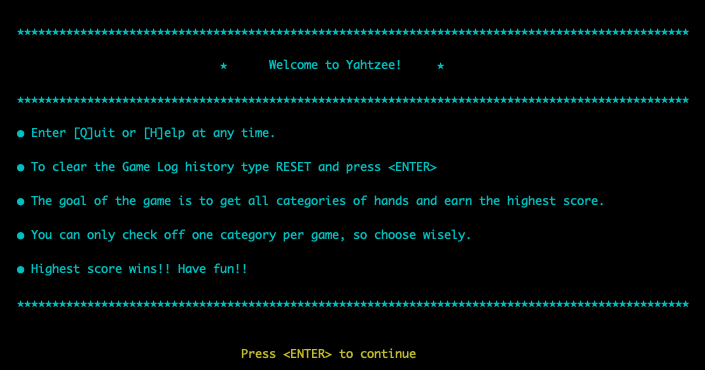 ************************************************************************************************
* Welcome to Yahtzee! *
************************************************************************************************
● Enter [Q]uit or [H]elp at any time.
● To clear the Game Log history type RESET and press <ENTER>
● The goal of the game is to get all categories of hands and earn the highest score.
● You can only check off one category per game, so choose wisely.
● Highest score wins!! Have fun!!
************************************************************************************************
Press <ENTER> to continue